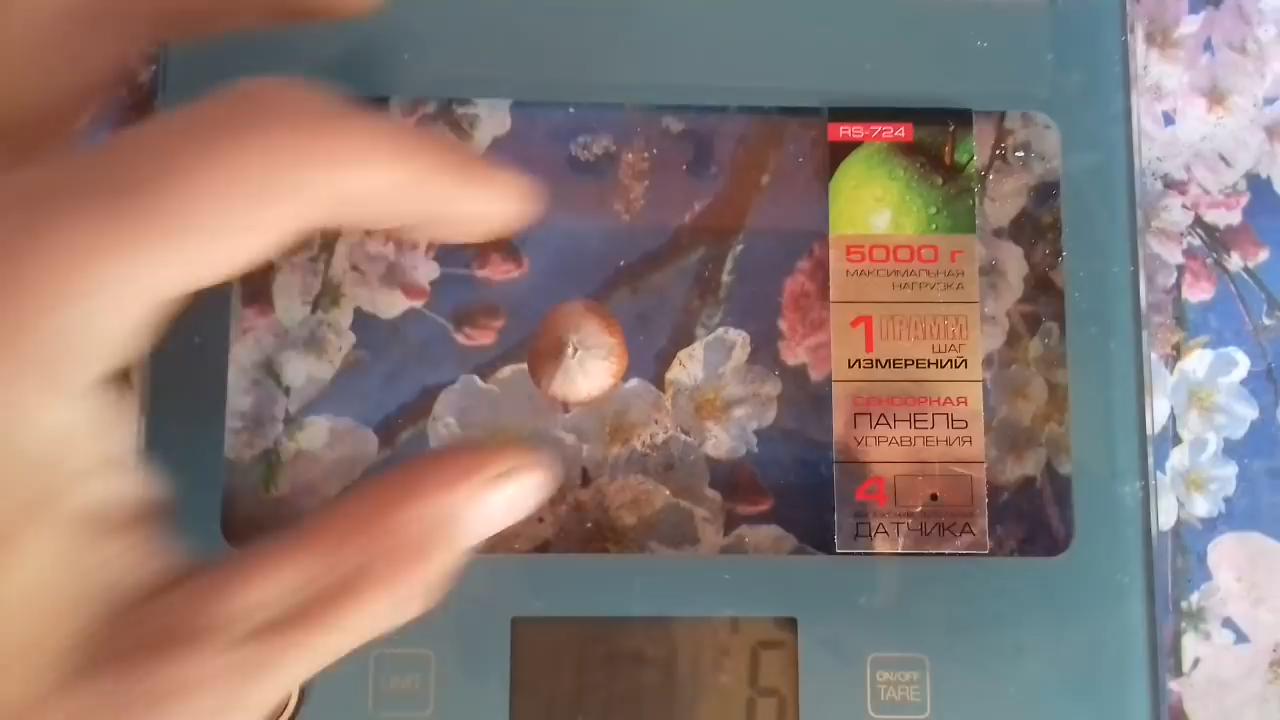 RS-724
5000 г
МАКСИМАЛЬНАЯ
НАГРУЗКА
1 ГРАММ
ШАГ
ИЗМЕРЕНИЙ
СЕНСОРНАЯ
ПАНЕЛЬ
УПРАВЛЕНИЯ
4
ДАТЧИКА
UNIT
6
ON/OFF
TARE